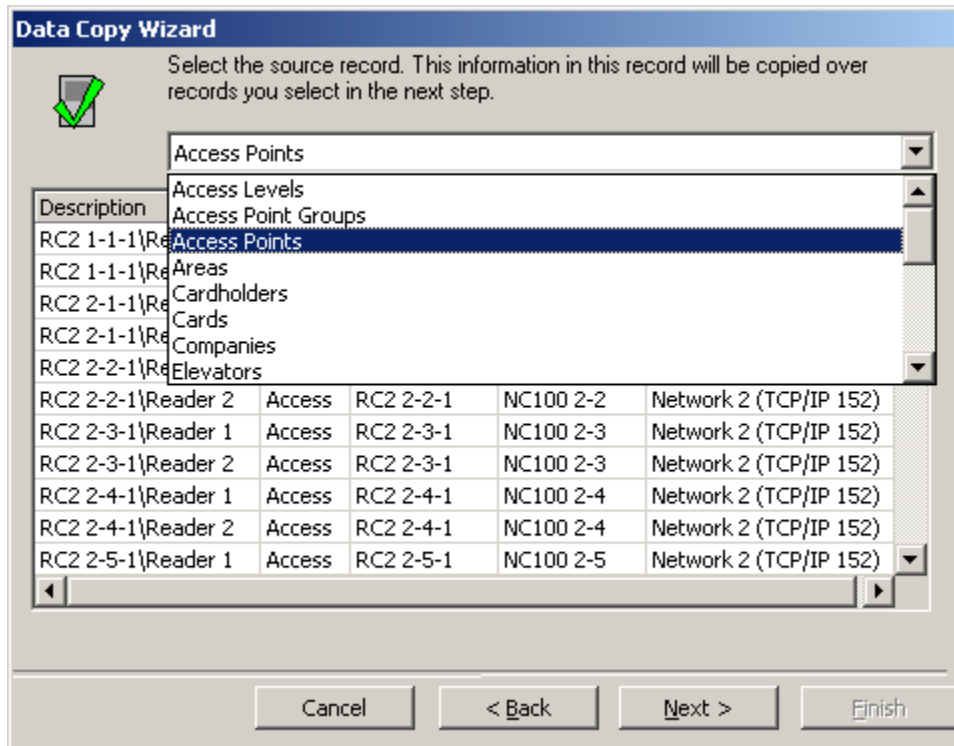 Data Copy Wizard
Select the source record. This information in this record will be copied over
records you select in the next step.
Access Points
Access Levels
Access Point Groups
Access Points
Areas
Cardholders
Cards
Companies
Elevators
Description
RC2 1-1-1\Re
RC2 1-1-1\Re
RC2 2-1-1\Re
RC2 2-1-1\Re
RC2 2-2-1\Re
RC2 2-2-1\Reader 2 Access RC2 2-2-1 NC100 2-2 Network 2 (TCP/IP 152)
RC2 2-3-1\Reader 1 Access RC2 2-3-1 NC100 2-3 Network 2 (TCP/IP 152)
RC2 2-3-1\Reader 2 Access RC2 2-3-1 NC100 2-3 Network 2 (TCP/IP 152)
RC2 2-4-1\Reader 1 Access RC2 2-4-1 NC100 2-4 Network 2 (TCP/IP 152)
RC2 2-4-1\Reader 2 Access RC2 2-4-1 NC100 2-4 Network 2 (TCP/IP 152)
RC2 2-5-1\Reader 1 Access RC2 2-5-1 NC100 2-5 Network 2 (TCP/IP 152)
Cancel < Back Next > Finish